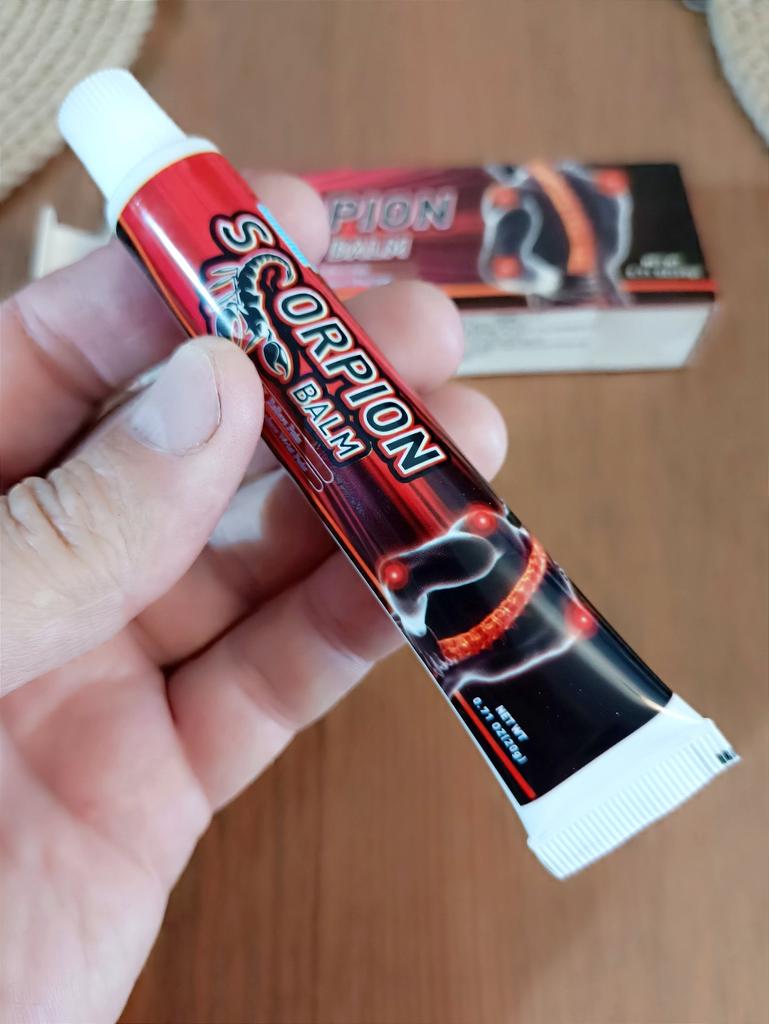 SCORPION
BALM
NET WT
0.71 OZ(20g)
PION
BALM